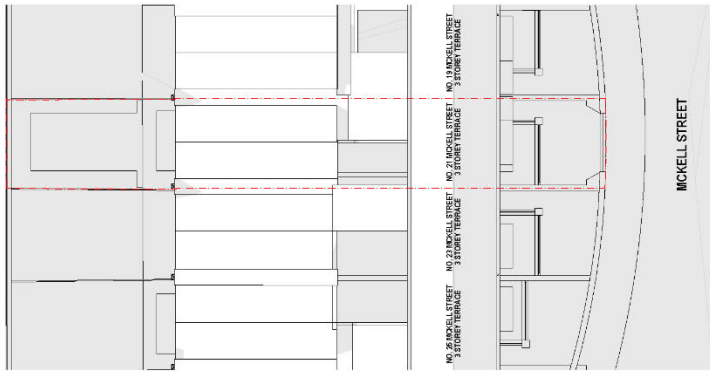 NO. 19 MCKELL STREET
3 STOREY TERRACE
NO. 21 MCKELL STREET
3 STOREY TERRACE
NO. 23 MCKELL STREET
3 STOREY TERRACE
NO. 25 MCKELL STREET
3 STOREY TERRACE
MCKELL STREET